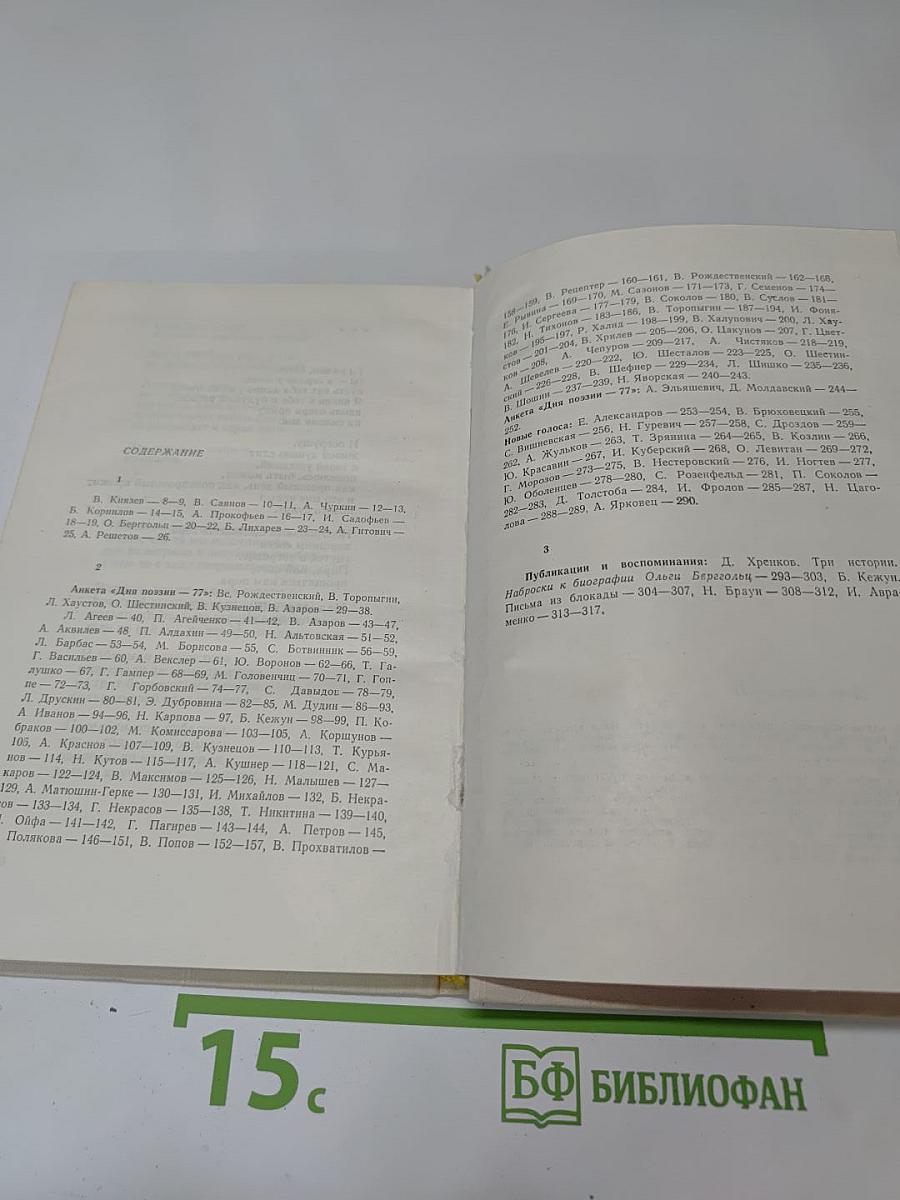 СОДЕРЖАНИЕ
1
В. Князев — 8—9, В. Саянов — 10—11, А. Чуркин — 12—13,
Б. Корнилов — 14—15, А. Прокофьев — 16—17, И. Садофьев —
18—19, О. Берггольц — 20—22, Б. Лихарев — 23—24, А. Гитович —
25, А. Решетов — 26.
2
Анкета «Дня поэзии — 77»: Вс. Рождественский, В. Торопыгин,
Л. Хаустов, О. Шестинский, В. Кузнецов, В. Азаров — 29—38.
Л. Агеев — 40, П. Агейченко — 41—42, В. Азаров — 43—47,
А. Аквилев — 48, П. Алдахин — 49—50, Н. Альтовская — 51—52,
Л. Барбас — 53—54, М. Борисова — 55, С. Ботвинник — 56—59,
Г. Васильев — 60, А. Векслер — 61, Ю. Воронов — 62—66, Т. Га-
лушко — 67, Г. Гампер — 68—69, М. Головенчиц — 70—71, Г. Гоп-
пе — 72—73, Г. Горбовский — 74—77, С. Давыдов — 78—79,
Л. Друскин — 80—81, Э. Дубровина — 82—85, М. Дудин — 86—93,
А Иванов — 94—96, Н. Карпова — 97, Б. Кежун — 98—99, П. Ко-
браков — 100—102, М. Комиссарова — 103—105, А. Коршунов —
105, А. Краснов — 107—109, В. Кузнецов — 110—113, Т. Курья-
нов — 114, Н. Кутов — 115—117, А. Кушнер — 118—121, С. Ма-
каров — 122—124, В. Максимов — 125—126, Н. Малышев — 127—
129, А. Матюшин-Герке — 130—131, И. Михайлов — 132, Б. Некра-
сов — 133—134, Г. Некрасов — 135—138, Т. Никитина — 139—140,
Ойфа — 141—142, Г. Пагирев — 143—144, А. Петров — 145,
Полякова — 146—151, В. Попов — 152—157, В. Прохватилов —
158—159, В. Рецептер — 160—161, В. Рождественский — 162—168,
Е. Рывина — 169—170, М. Сазонов — 171—173, Г. Семенов — 174—
176, И. Сергеева — 177—179, В. Соколов — 180, В. Суслов — 181—
182, Н. Тихонов — 183—186, В. Торопыгин — 187—194, И. Фоня-
ков — 195—197, Р. Халид — 198—199, В. Халупович — 200, Л. Хау-
стов — 201—204, В. Хрилев — 205—206, О. Цакунов — 207, Г. Цвет-
ков — 208, А. Чепуров — 209—217, А. Чистяков — 218—219,
А. Шевелев — 220—222, Ю. Шесталов — 223—225, О. Шестин-
ский — 226—228, В. Шефнер — 229—234, Л. Шишко — 235—236,
В. Шошин — 237—239, Н. Яворская — 240—243.
Анкета «Дня поэзии — 77»: А. Эльяшевич, Д. Молдавский — 244—
252.
Новые голоса: Е. Александров — 253—254, В. Брюховецкий — 255,
С. Вишневская — 256, Н. Гуревич — 257—258, С. Дроздов — 259—
262, А. Жульков — 263, Т. Зрянина — 264—265, В. Козлин — 266,
Ю. Красавин — 267, И. Куберский — 268, О. Левитан — 269—272,
Г. Морозов — 273—275, В. Нестеровский — 276, И. Ногтев — 277,
Ю. Оболенцев — 278—280, С. Розенфельд — 281, П. Соколов —
282—283, Д. Толстоба — 284, И. Фролов — 285—287, Н. Цаго-
лова — 288—289, А. Ярковец — 290.
3
Публикации и воспоминания: Д. Хренков. Три истории.
Наброски к биографии Ольги Берггольц — 293—303, Б. Кежун.
Письма из блокады — 304—307, Н. Браун — 308—312, И. Авра-
менко — 313—317.
15 с
БФ БИБЛИОФАН